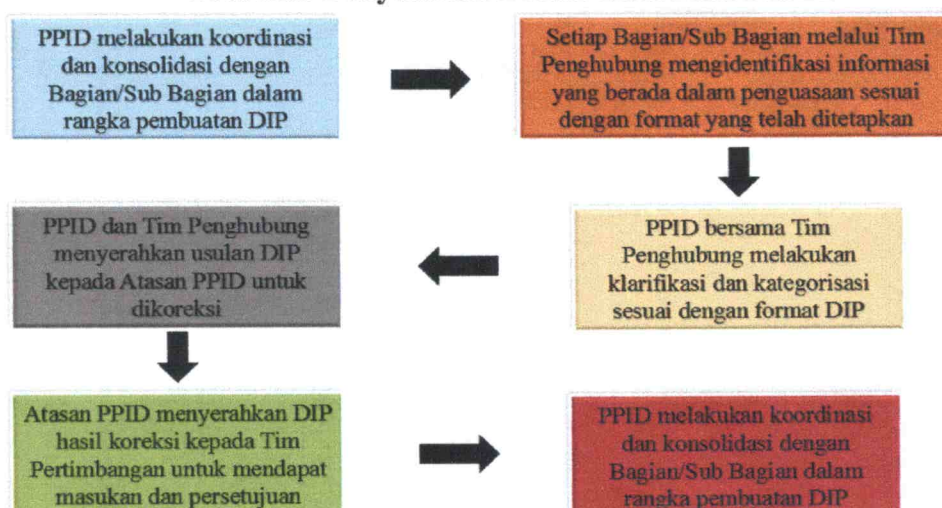 PPID melakukan koordinasi
dan konsolidasi dengan
Bagian/Sub Bagian dalam
rangka pembuatan DIP
Setiap Bagian/Sub Bagian melalui Tim
Penghubung mengidentifikasi informasi
yang berada dalam penguasaan sesuai
dengan format yang telah ditetapkan
PPID bersama Tim
Penghubung melakukan
klarifikasi dan kategorisasi
sesuai dengan format DIP
PPID dan Tim Penghubung
menyerahkan usulan DIP
kepada Atasan PPID untuk
dikoreksi
Atasan PPID menyerahkan DIP
hasil koreksi kepada Tim
Pertimbangan untuk mendapat
masukan dan persetujuan
PPID melakukan koordinasi
dan konsolidasi dengan
Bagian/Sub Bagian dalam
rangka pembuatan DIP